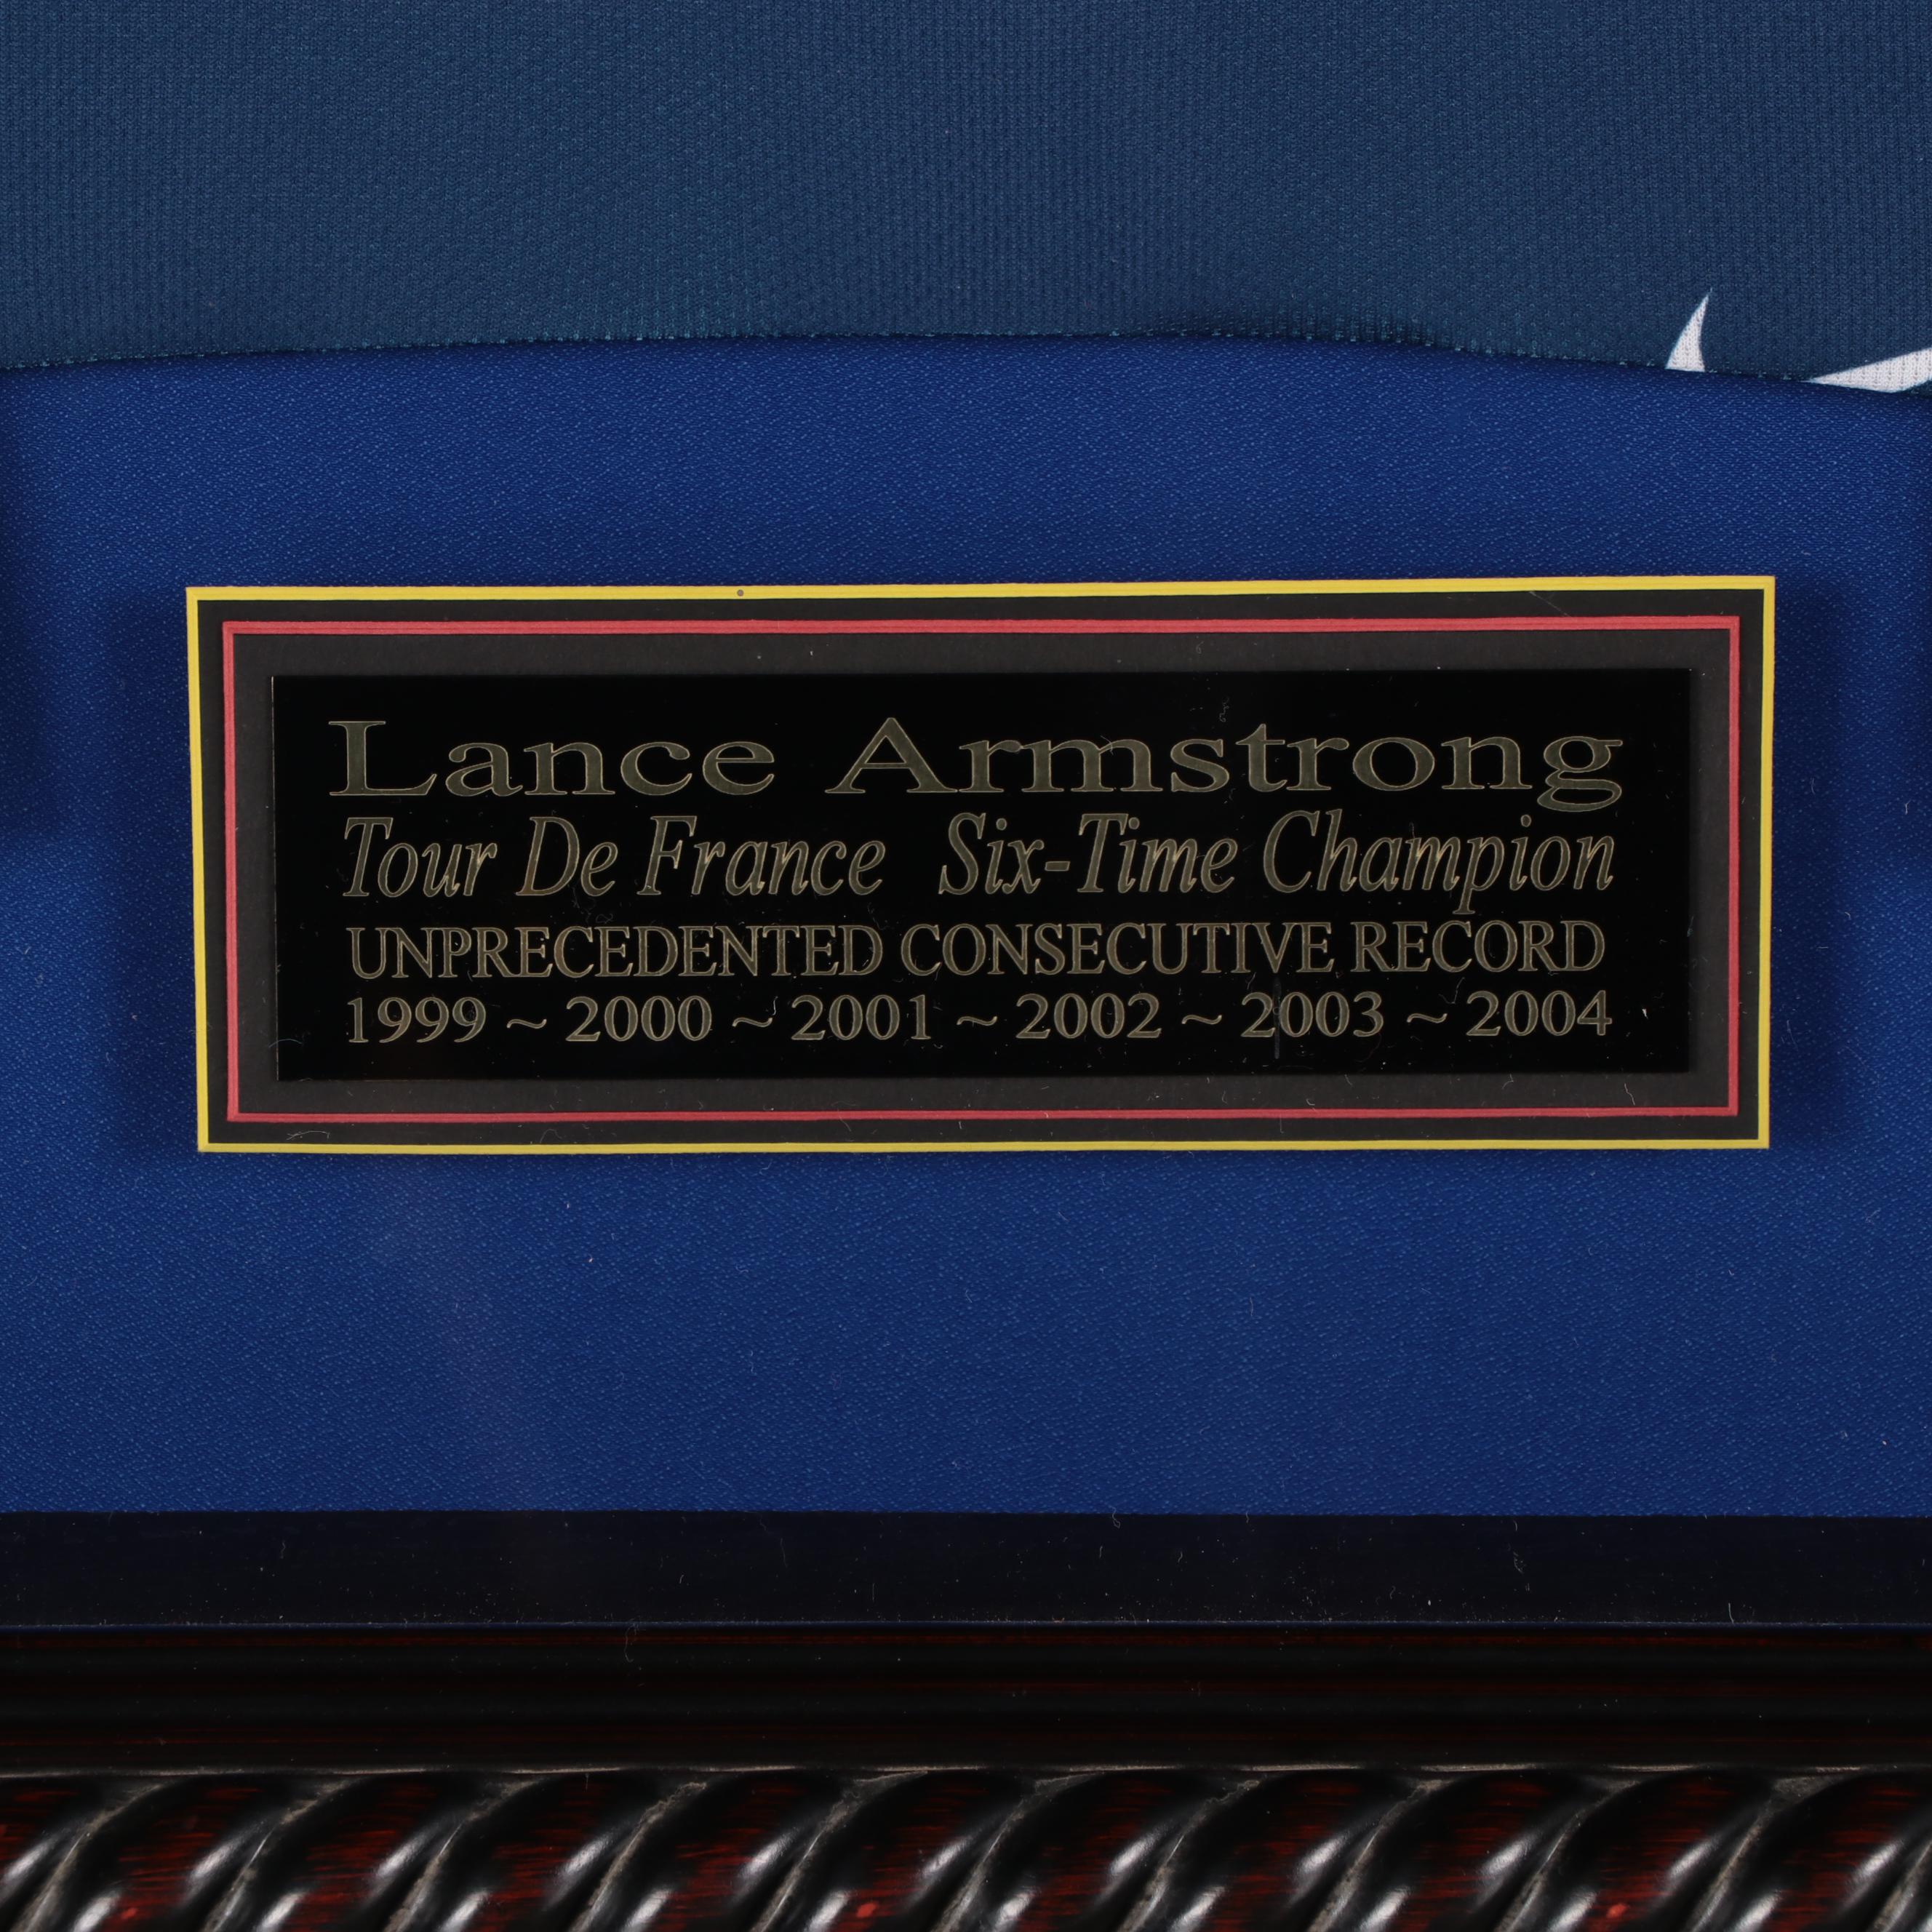 Lance Armstrong
Tour De France Six-Time Champion
UNPRECEDENTED CONSECUTIVE RECORD
1999 ~ 2000 ~ 2001 ~ 2002 ~ 2003 ~ 2004